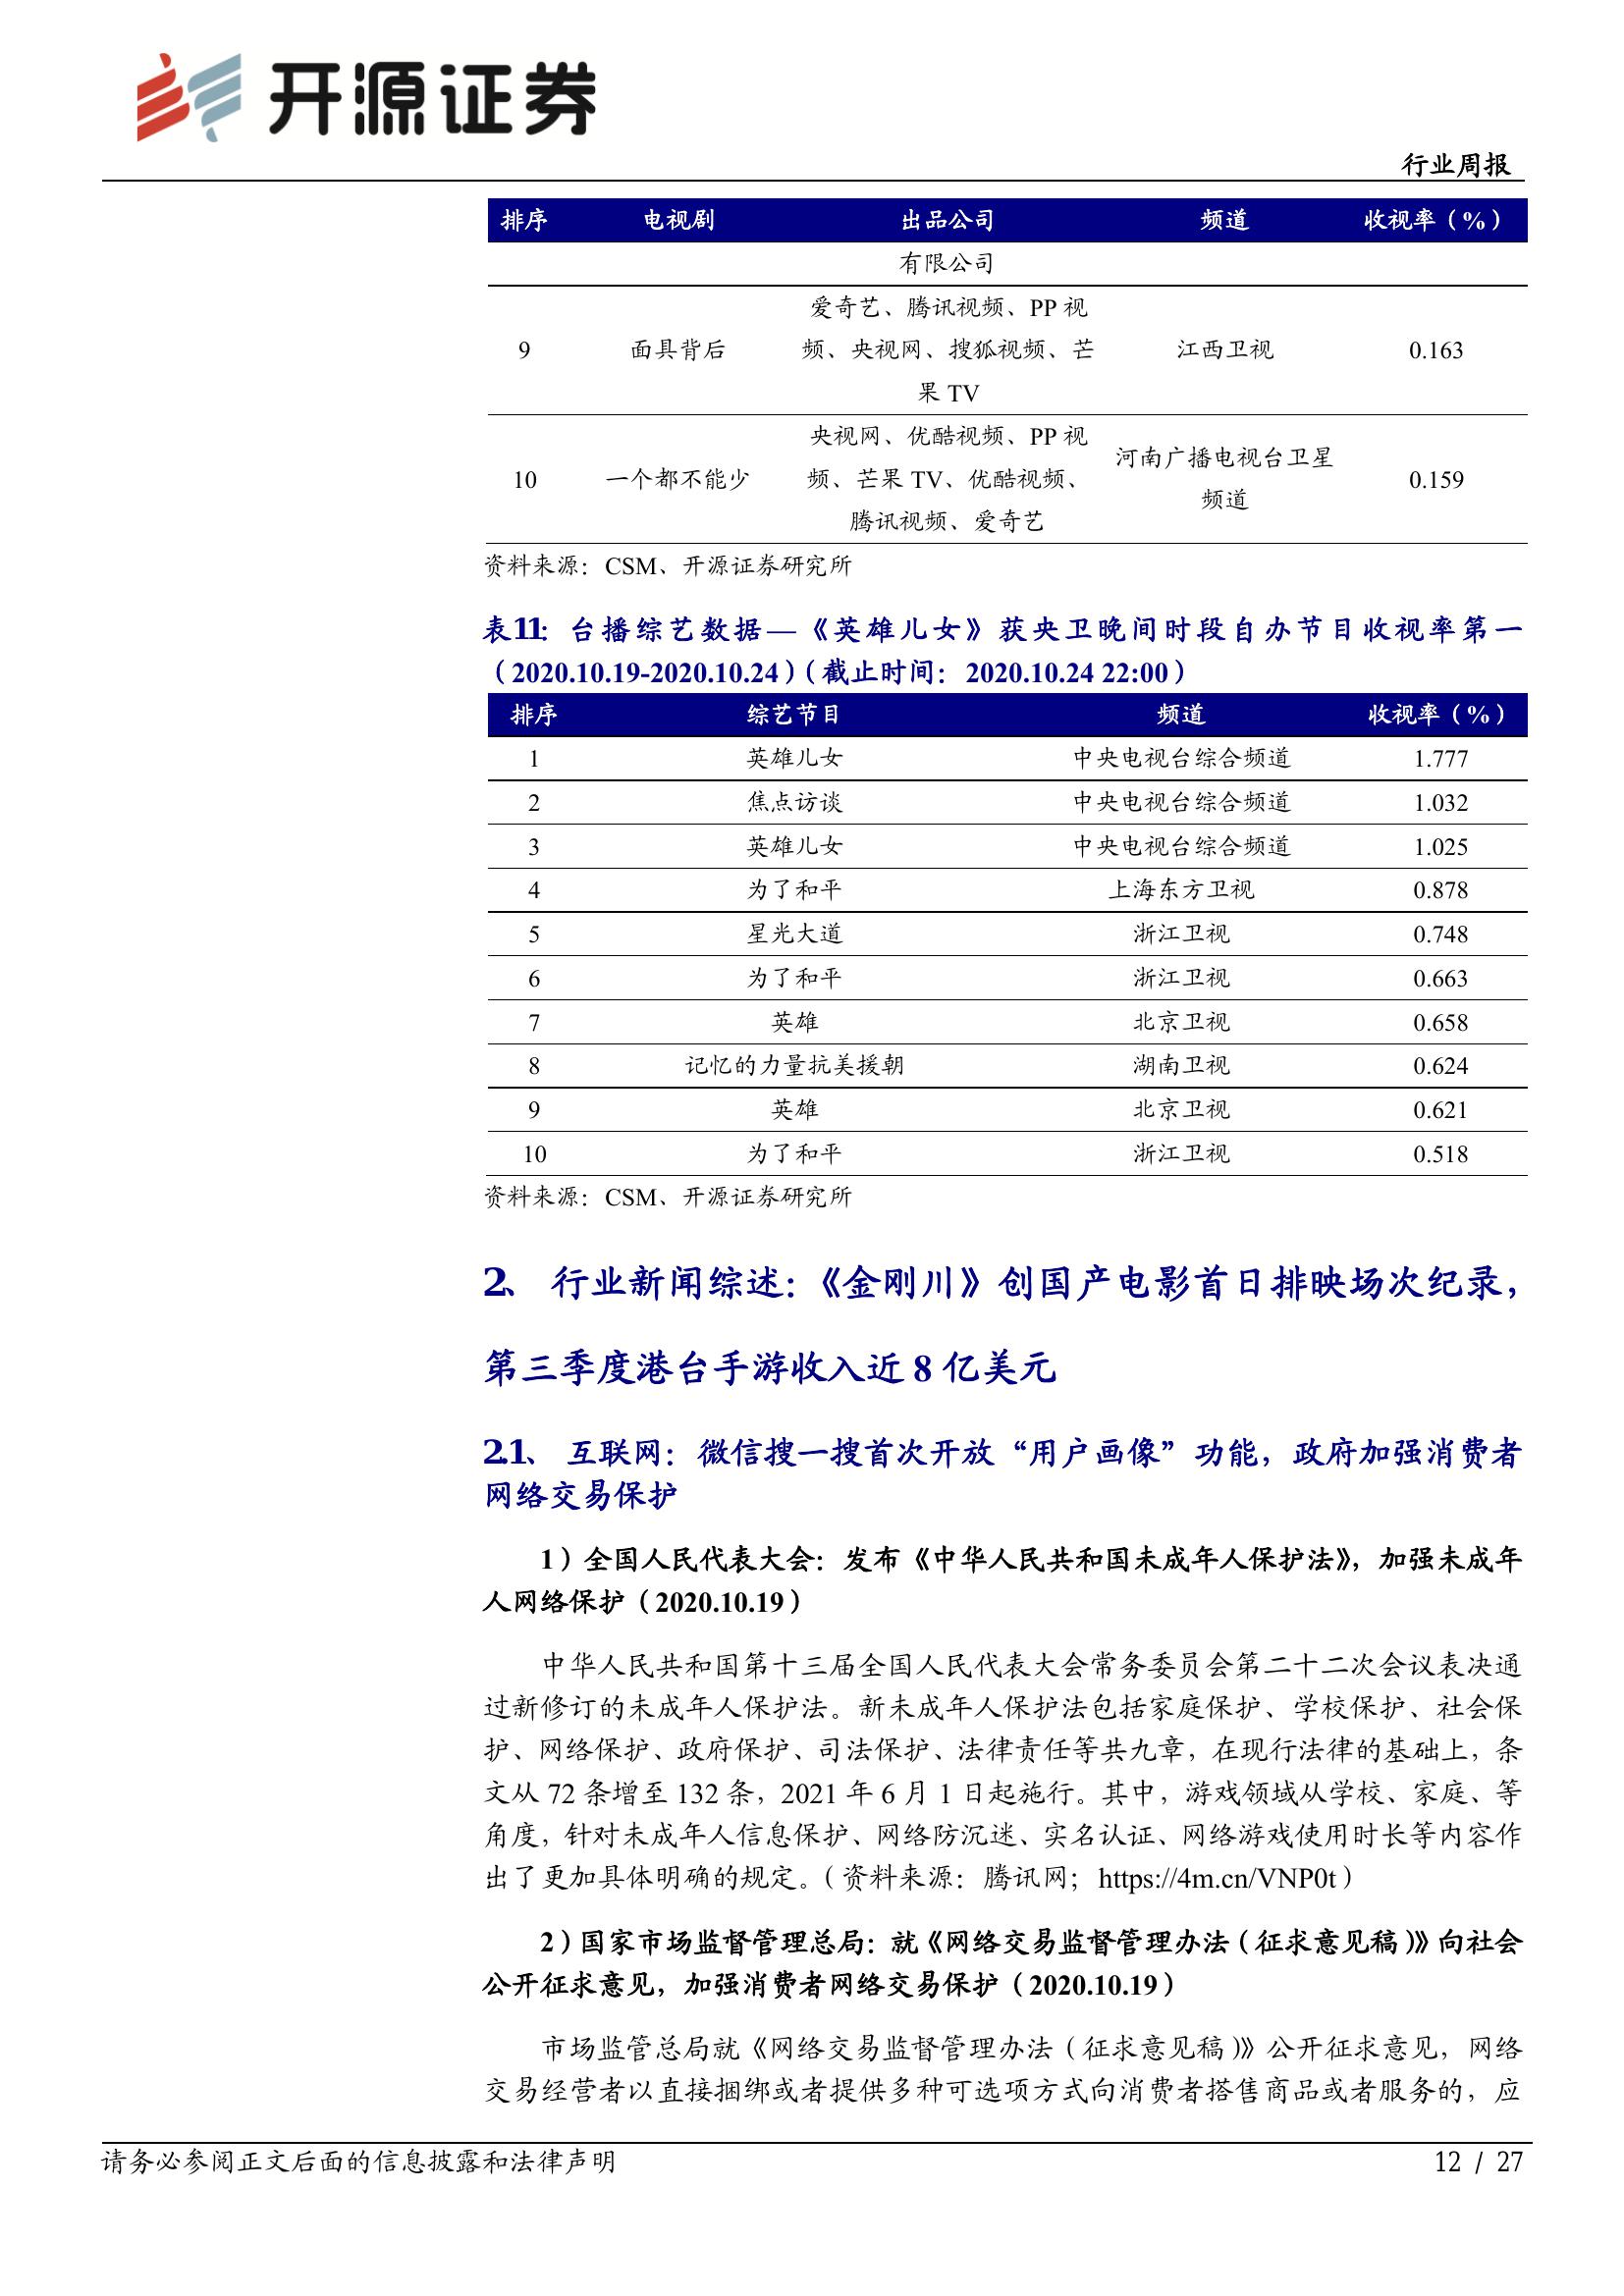 开源证券
行业周报
排序 电视剧 出品公司 频道 收视率（%）
有限公司
爱奇艺、腾讯视频、PP 视
9 面具背后 频、央视网、搜狐视频、芒 江西卫视 0.163
果 TV
央视网、优酷视频、PP 视
河南广播电视台卫星
10 一个都不能少 频、芒果 TV、优酷视频、 0.159
频道
腾讯视频、爱奇艺
资料来源：CSM、开源证券研究所
表11：台播综艺数据—《英雄儿女》获央卫晚间时段自办节目收视率第一
（2020.10.19-2020.10.24）（截止时间：2020.10.24 22:00）
排序 综艺节目 频道 收视率（%）
1 英雄儿女 中央电视台综合频道 1.777
2 焦点访谈 中央电视台综合频道 1.032
3 英雄儿女 中央电视台综合频道 1.025
4 为了和平 上海东方卫视 0.878
5 星光大道 浙江卫视 0.748
6 为了和平 浙江卫视 0.663
7 英雄 北京卫视 0.658
8 记忆的力量抗美援朝 湖南卫视 0.624
9 英雄 北京卫视 0.621
10 为了和平 浙江卫视 0.518
资料来源：CSM、开源证券研究所
2、 行业新闻综述：《金刚川》创国产电影首日排映场次纪录，
第三季度港台手游收入近 8 亿美元
2.1、 互联网：微信搜一搜首次开放“用户画像”功能，政府加强消费者
网络交易保护
1）全国人民代表大会：发布《中华人民共和国未成年人保护法》，加强未成年
人网络保护（2020.10.19）
中华人民共和国第十三届全国人民代表大会常务委员会第二十二次会议表决通
过新修订的未成年人保护法。新未成年人保护法包括家庭保护、学校保护、社会保
护、网络保护、政府保护、司法保护、法律责任等共九章，在现行法律的基础上，条
文从 72 条增至 132 条，2021 年 6 月 1 日起施行。其中，游戏领域从学校、家庭、等
角度，针对未成年人信息保护、网络防沉迷、实名认证、网络游戏使用时长等内容作
出了更加具体明确的规定。（资料来源：腾讯网；https://4m.cn/VNP0t）
2）国家市场监督管理总局：就《网络交易监督管理办法（征求意见稿）》向社会
公开征求意见，加强消费者网络交易保护（2020.10.19）
市场监管总局就《网络交易监督管理办法（征求意见稿）》公开征求意见，网络
交易经营者以直接捆绑或者提供多种可选项方式向消费者搭售商品或者服务的，应
请务必参阅正文后面的信息披露和法律声明 12 / 27